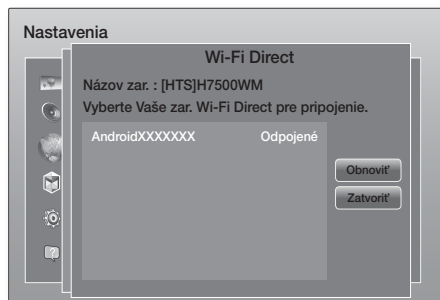 Nastavenia
Wi-Fi Direct
Názov zar. : [HTS]H7500WM
Vyberte Vaše zar. Wi-Fi Direct pre pripojenie.
AndroidXXXXXXX Odpojené
Obnoviť
Zatvoriť
?